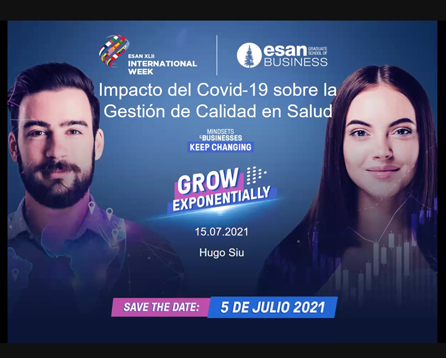 ESAN XLII
INTERNATIONAL
WEEK
esan GRADUATE
SCHOOL OF
BUSINESS
Impacto del Covid-19 sobre la
Gestión de Calidad en Salud
MINDSETS
&BUSINESSES
KEEP CHANGING
GROW
EXPONENTIALLY
15.07.2021
Hugo Siu
SAVE THE DATE: 5 DE JULIO 2021